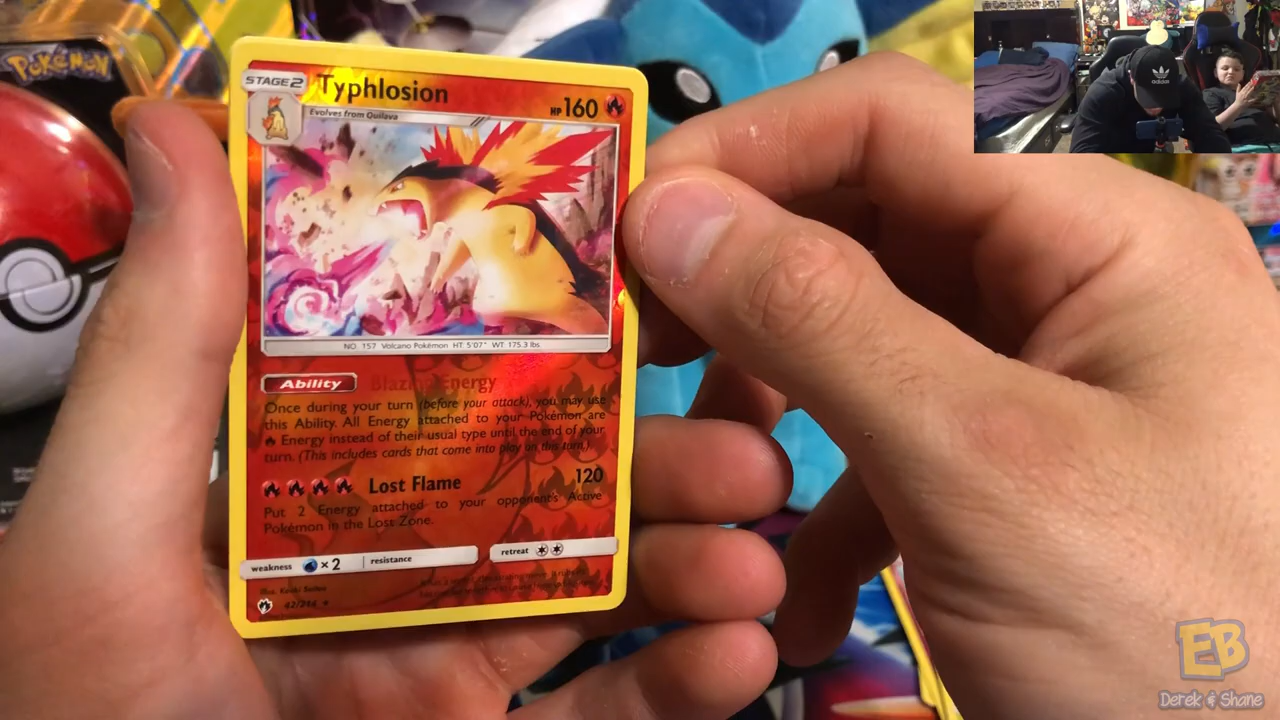 POKéMON
STAGE 2
Typhlosion
HP 160
Evolves from Quilava
NO. 157 Volcano Pokémon HT 5'07" WT 175.3 lbs.
Ability Blazing Energy
Once during your turn (before your attack), you may use
this Ability. All Energy attached to your Pokémon are
Energy instead of their usual type until the end of your
turn. (This includes cards that come into play on this turn.)
Lost Flame 120
Put 2 Energy attached to your opponent's Active
Pokémon in the Lost Zone.
weakness ×2 resistance retreat
adidas
EB
Derek & Shane